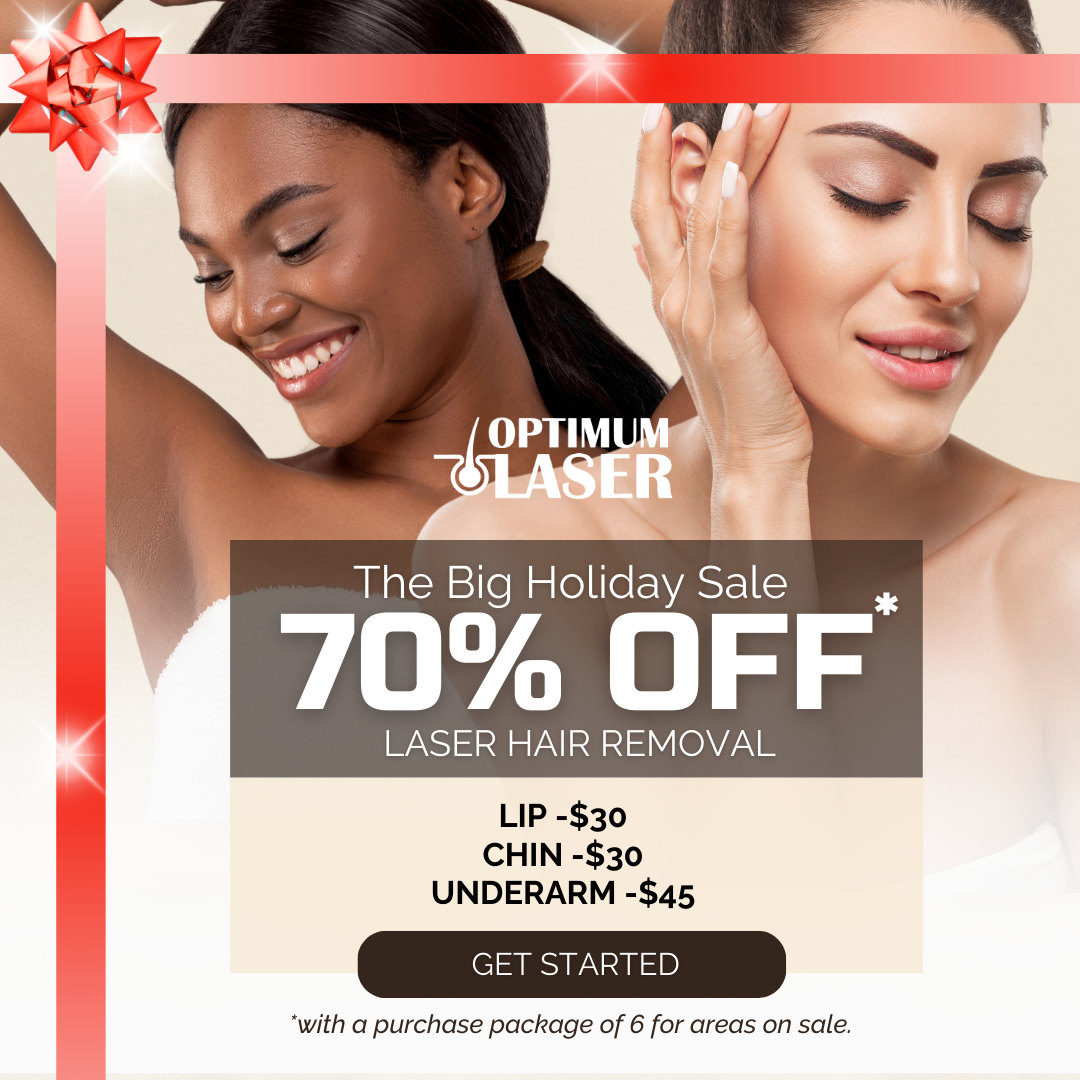 OPTIMUM
LASER
The Big Holiday Sale
70% OFF*
LASER HAIR REMOVAL
LIP -$30
CHIN -$30
UNDERARM -$45
GET STARTED
*with a purchase package of 6 for areas on sale.